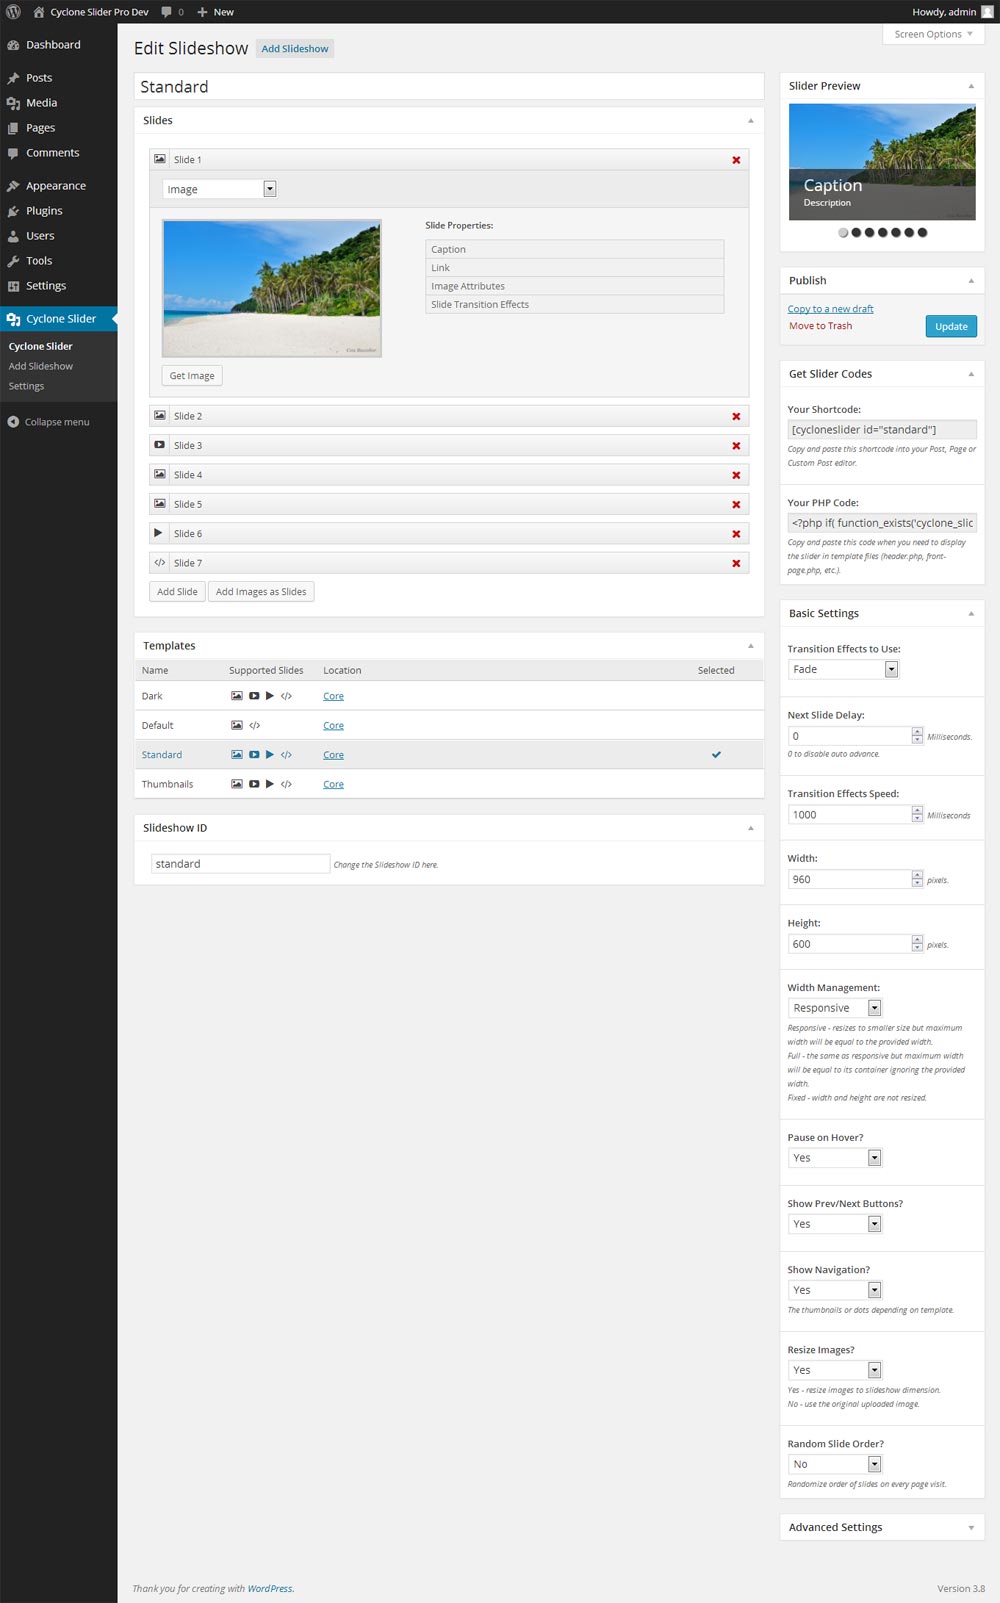 Cyclone Slider Pro Dev
0
New
Howdy, admin
Dashboard
Posts
Media
Pages
Comments
Appearance
Plugins
Users
Tools
Settings
Cyclone Slider
Cyclone Slider
Add Slideshow
Settings
Collapse menu
Screen Options
Edit Slideshow
Add Slideshow
Standard
Slides
Slide 1
Image
Get Image
Slide Properties:
Caption
Link
Image Attributes
Slide Transition Effects
Slide 2
Slide 3
Slide 4
Slide 5
Slide 6
Slide 7
Add Slide
Add Images as Slides
Templates
Name Supported Slides Location Selected
Dark Core
Default Core
Standard Core
Thumbnails Core
Slideshow ID
standard
Change the Slideshow ID here.
Slider Preview
Caption
Description
Publish
Copy to a new draft
Move to Trash
Update
Get Slider Codes
Your Shortcode:
[cycloneslider id="standard"]
Copy and paste this shortcode into your Post, Page or
Custom Post editor.
Your PHP Code:
<?php if( function_exists('cyclone_slic
Copy and paste this code when you need to display
the slider in template files (header.php, front-
page.php, etc.).
Basic Settings
Transition Effects to Use:
Fade
Next Slide Delay:
0
Milliseconds.
0 to disable auto advance.
Transition Effects Speed:
1000
Milliseconds
Width:
960
pixels.
Height:
600
pixels.
Width Management:
Responsive
Responsive - resizes to smaller size but maximum
width will be equal to the provided width.
Full - the same as responsive but maximum width
will be equal to its container ignoring the provided
width.
Fixed - width and height are not resized.
Pause on Hover?
Yes
Show Prev/Next Buttons?
Yes
Show Navigation?
Yes
The thumbnails or dots depending on template.
Resize Images?
Yes
Yes - resize images to slideshow dimension.
No - use the original uploaded image.
Random Slide Order?
No
Randomize order of slides on every page visit.
Advanced Settings
Thank you for creating with WordPress.
Version 3.8